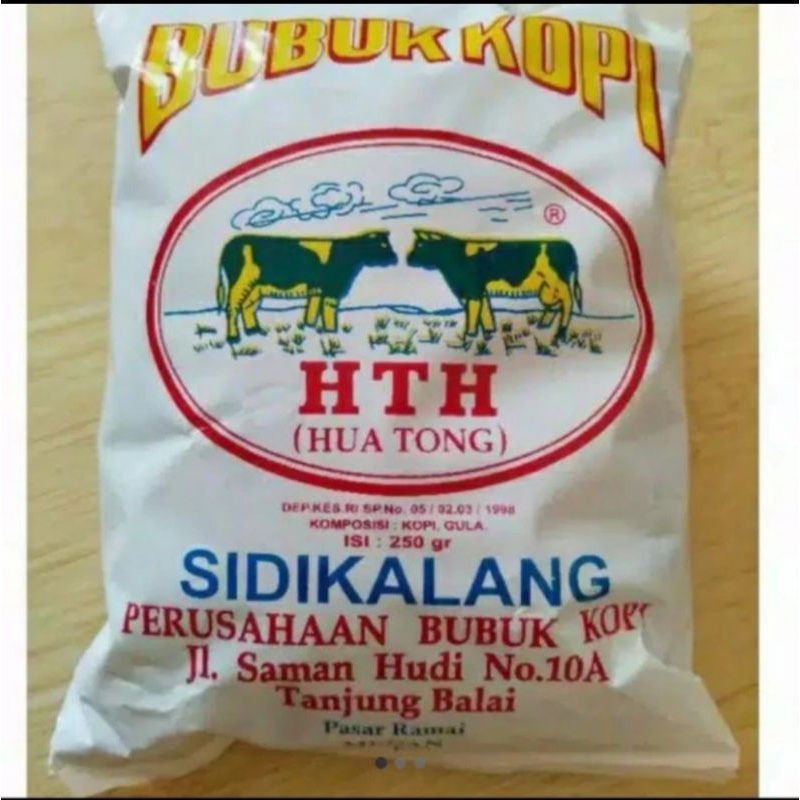 BUBUK KOPI
®
HTH
(HUA TONG)
DEP.KES.RI.SP.No. 05 / 02.03 / 1998
KOMPOSISI : KOPI, GULA.
ISI : 250 gr
SIDIKALANG
PERUSAHAAN BUBUK KOPI
Jl. Saman Hudi No.10A
Tanjung Balai
Pasar Ramai